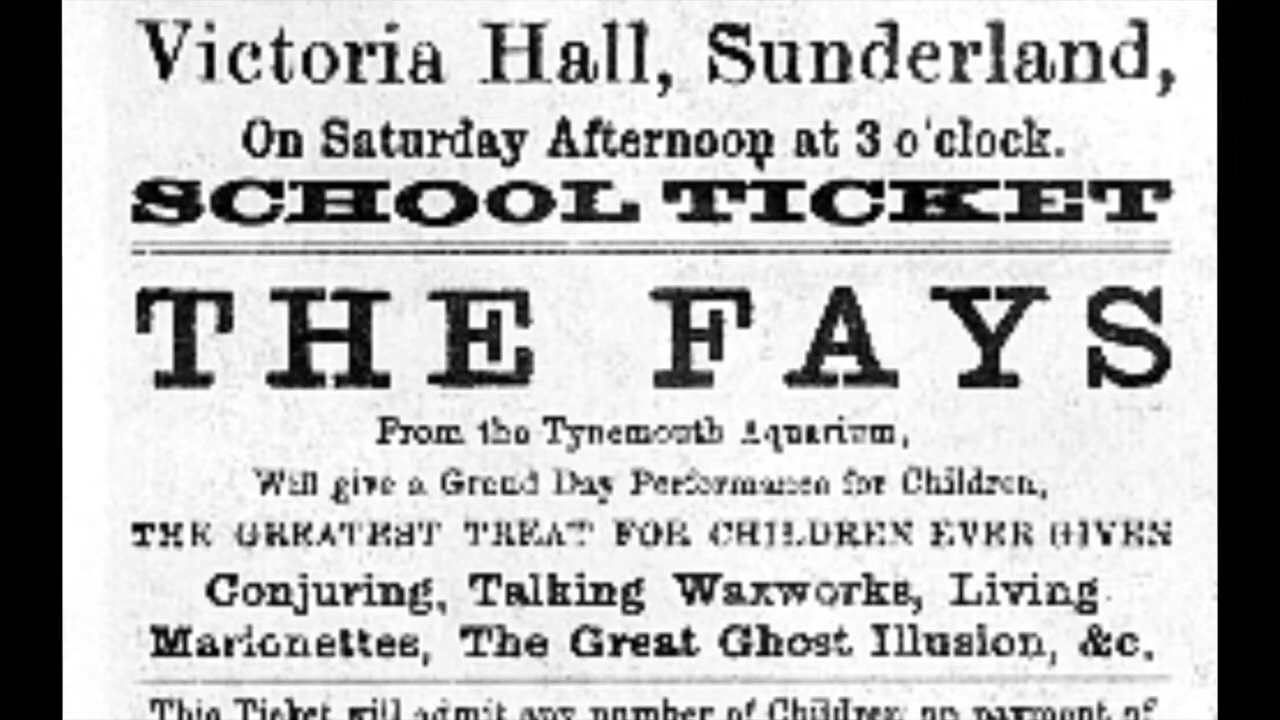 Victoria Hall, Sunderland,
On Saturday Afternoon at 3 o'clock.
SCHOOL TICKET
THE FAYS
From the Tynemouth Aquarium,
Will give a Grand Day Performance for Children,
THE GREATEST TREAT FOR CHILDREN EVER GIVEN
Conjuring, Talking Waxworks, Living
Marionettes, The Great Ghost Illusion, &c.
This Ticket will admit any number of Children on payment of